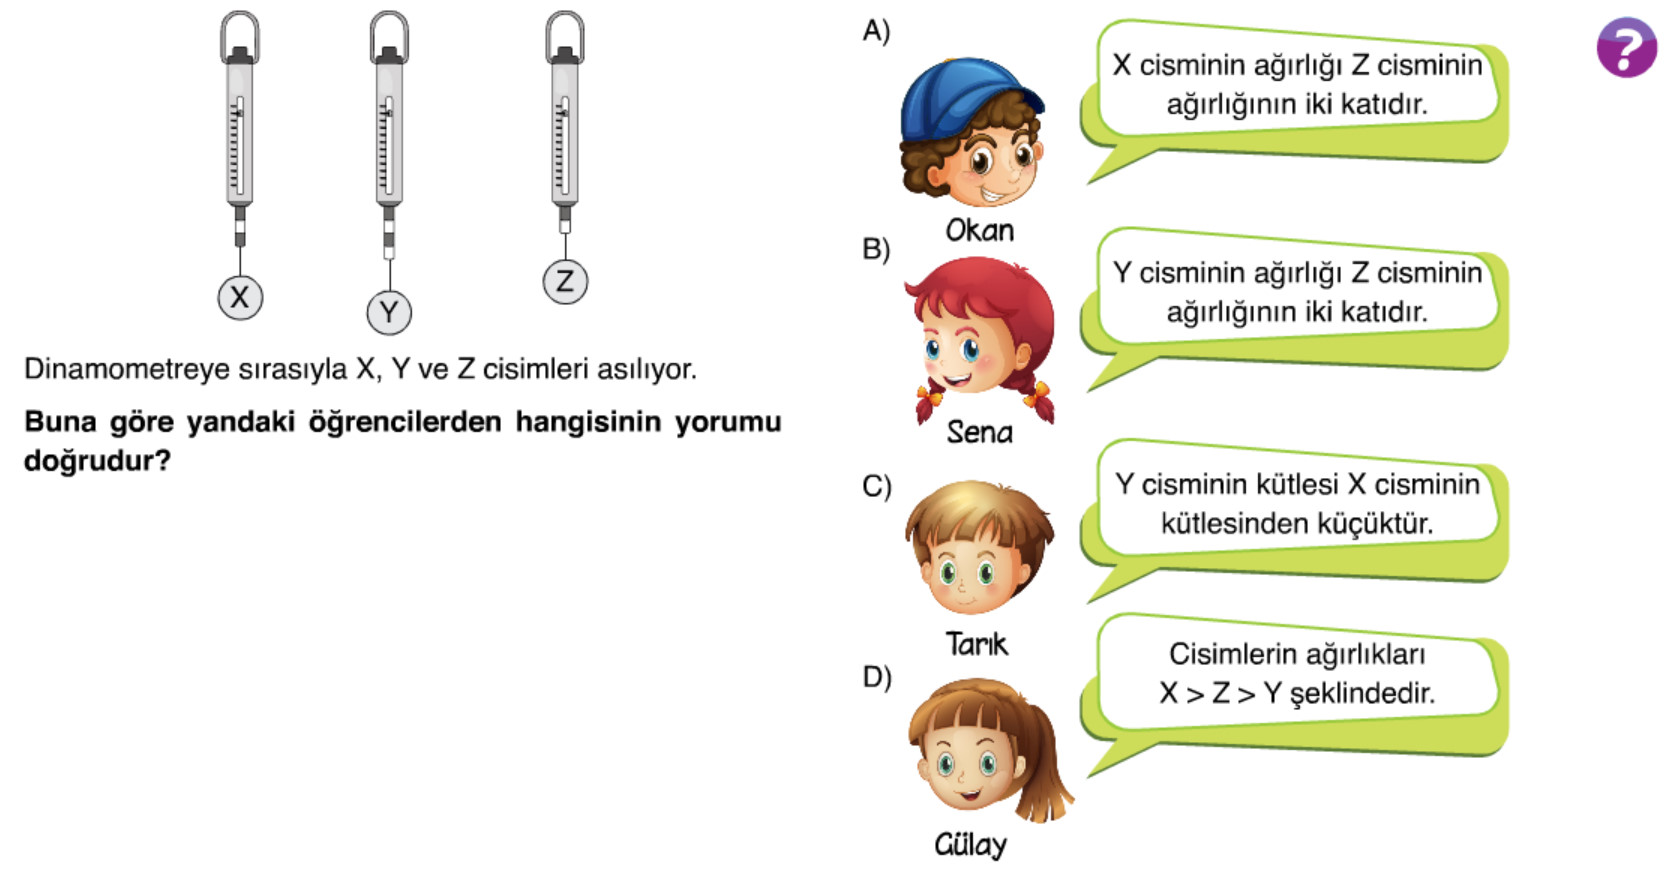 X
Y
Z
Dinamometreye sırasıyla X, Y ve Z cisimleri asılıyor.
Buna göre yandaki öğrencilerden hangisinin yorumu
doğrudur?
A)
X cisminin ağırlığı Z cisminin
ağırlığının iki katıdır.
Okan
B)
Y cisminin ağırlığı Z cisminin
ağırlığının iki katıdır.
Sena
C)
Y cisminin kütlesi X cisminin
kütlesinden küçüktür.
Tarık
D)
Cisimlerin ağırlıkları
X > Z > Y şeklindedir.
Gülay
?